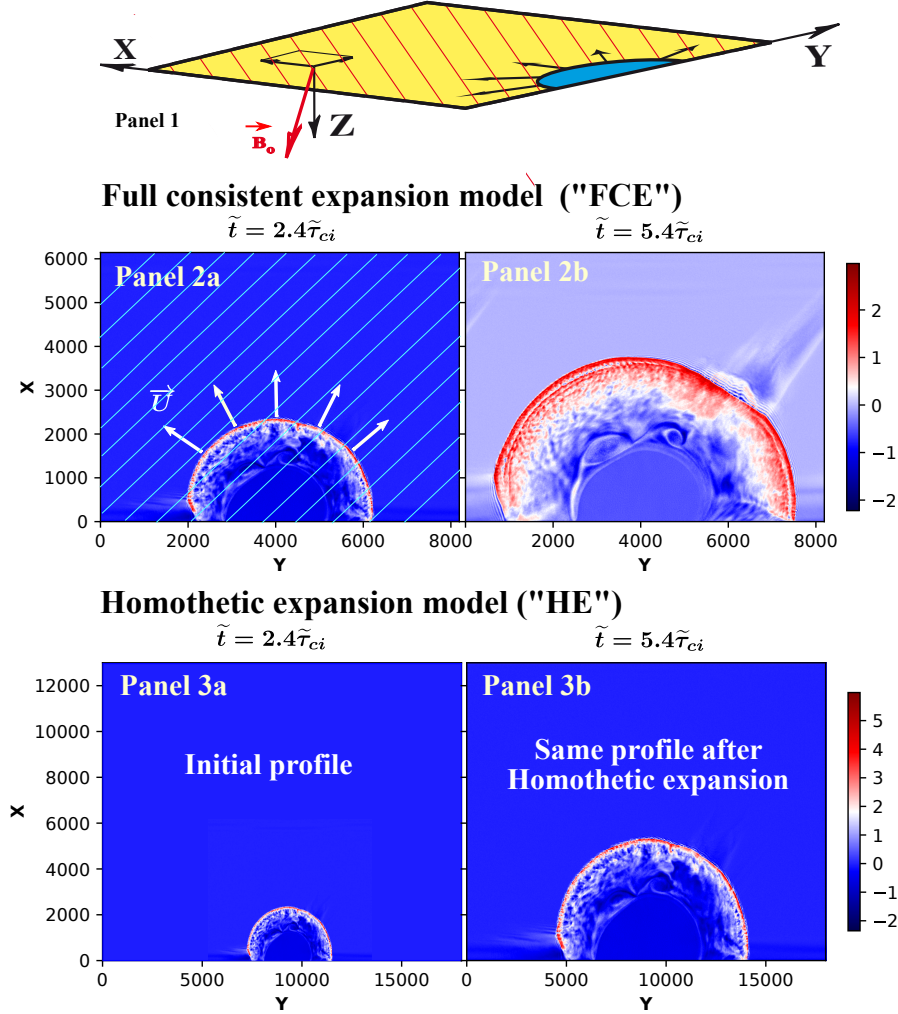 X
Y
Panel 1
Z
B₀
Full consistent expansion model ("FCE")
t̃ = 2.4τ̃ci
t̃ = 5.4τ̃ci
Panel 2a
Panel 2b
U
X
6000
5000
4000
3000
2000
1000
0
0 2000 4000 6000 8000
2000 4000 6000 8000
Y
Y
2
1
0
−1
−2
Homothetic expansion model ("HE")
t̃ = 2.4τ̃ci
t̃ = 5.4τ̃ci
Panel 3a
Panel 3b
Initial profile
Same profile after
Homothetic expansion
X
12000
10000
8000
6000
4000
2000
0
0 5000 10000 15000
0 5000 10000 15000
Y
Y
5
4
3
2
1
0
−1
−2